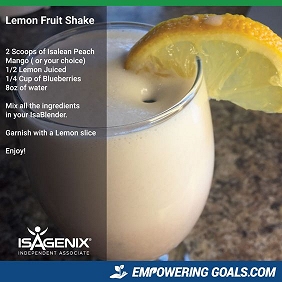 Lemon Fruit Shake
2 Scoops of Isalean Peach
Mango ( or your choice)
1/2 Lemon Juiced
1/4 Cup of Blueberries
8oz of water
Mix all the ingredients
in your IsaBlender.
Garnish with a Lemon slice
Enjoy!
ISAGENIX®
INDEPENDENT ASSOCIATE
EMPOWERING GOALS.COM